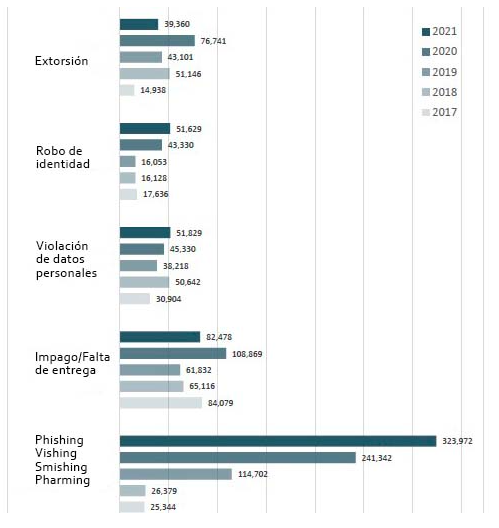 39,360
76,741
Extorsión
43,101
51,146
14,938
2021
2020
2019
2018
2017
51,629
Robo de
identidad
43,330
16,053
16,128
17,636
51,829
Violación
de datos
personales
45,330
38,218
50,642
30,904
82,478
Impago/Falta
de entrega
108,869
61,832
65,116
84,079
Phishing
Vishing
Smishing
Pharming
323,972
241,342
114,702
26,379
25,344